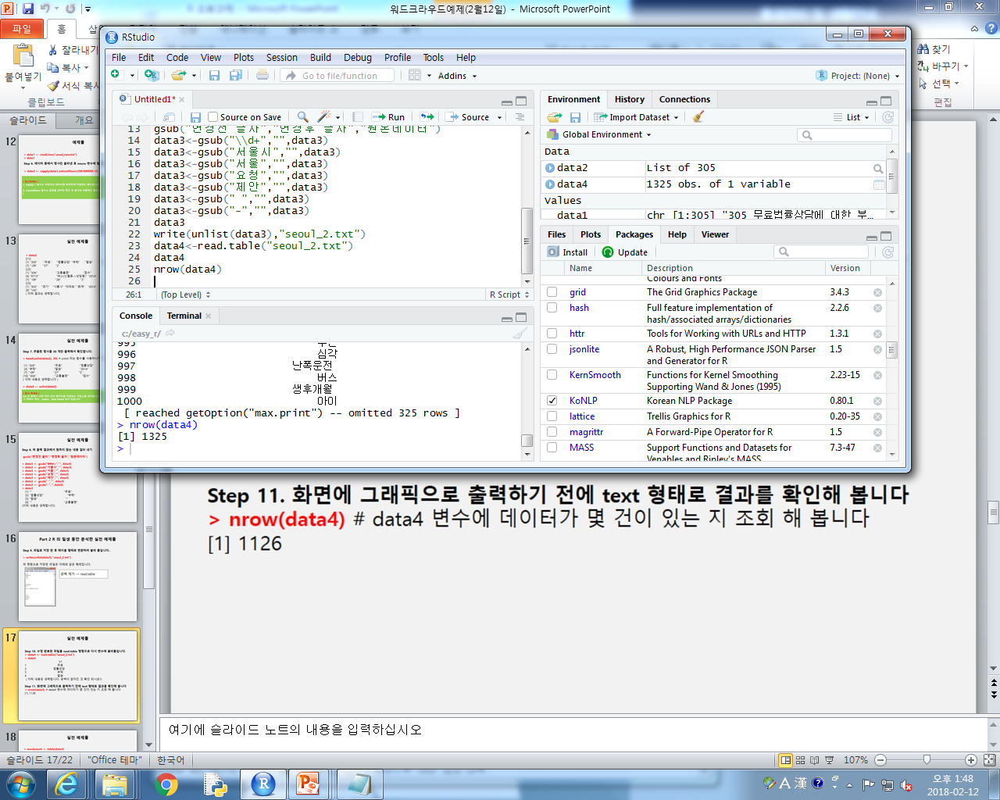 워드크라우드예제(2월12일) - Microsoft PowerPoint
파일
홈
삽
잘라내기
복사
서식 복사
붙여넣기
클립보드
찾기
바꾸기
선택
편집
슬라이드
개요
RStudio
File Edit Code View Plots Session Build Debug Profile Tools Help
Go to file/function
Addins
Project: (None)
Untitled1*
Source on Save
Run
Source
13 gsub("변경전 글자","변경후 글자","원본데이터")
14 data3<-gsub("\\d+","",data3)
15 data3<-gsub("서울시","",data3)
16 data3<-gsub("서울","",data3)
17 data3<-gsub("요청","",data3)
18 data3<-gsub("제안","",data3)
19 data3<-gsub(" ","",data3)
20 data3<-gsub("-","",data3)
21 data3
22 write(unlist(data3),"seoul_2.txt")
23 data4<-read.table("seoul_2.txt")
24 data4
25 nrow(data4)
26
26:1 (Top Level) R Script
Console Terminal
c:/easy_r/
995
996 심각
997 난폭운전
998 버스
999 생후개월
1000 아이
[ reached getOption("max.print") -- omitted 325 rows ]
> nrow(data4)
[1] 1325
>
Environment History Connections
Import Dataset
List
Global Environment
Data
data2 List of 305
data4 1325 obs. of 1 variable
Values
data1 chr [1:305] "305 무료법률상담에 대한 부…
Files Plots Packages Help Viewer
Install Update
Name Description Version
Colours and Fonts
grid The Grid Graphics Package 3.4.3
hash Full feature implementation of hash/associated arrays/dictionaries 2.2.6
httr Tools for Working with URLs and HTTP 1.3.1
jsonlite A Robust, High Performance JSON Parser and Generator for R 1.5
KernSmooth Functions for Kernel Smoothing Supporting Wand & Jones (1995) 2.23-15
KoNLP Korean NLP Package 0.80.1
lattice Trellis Graphics for R 0.20-35
magrittr A Forward-Pipe Operator for R 1.5
MASS Support Functions and Datasets for Venables and Ripley's MASS 7.3-47
12
13
14
15
16
17
18
Step 11. 화면에 그래픽으로 출력하기 전에 text 형태로 결과를 확인해 봅니다
> nrow(data4) # data4 변수에 데이터가 몇 건이 있는 지 조회 해 봅니다
[1] 1126
여기에 슬라이드 노트의 내용을 입력하십시오
슬라이드 17/22 "Office 테마" 한국어
107%
A 漢
오후 1:48
2018-02-12